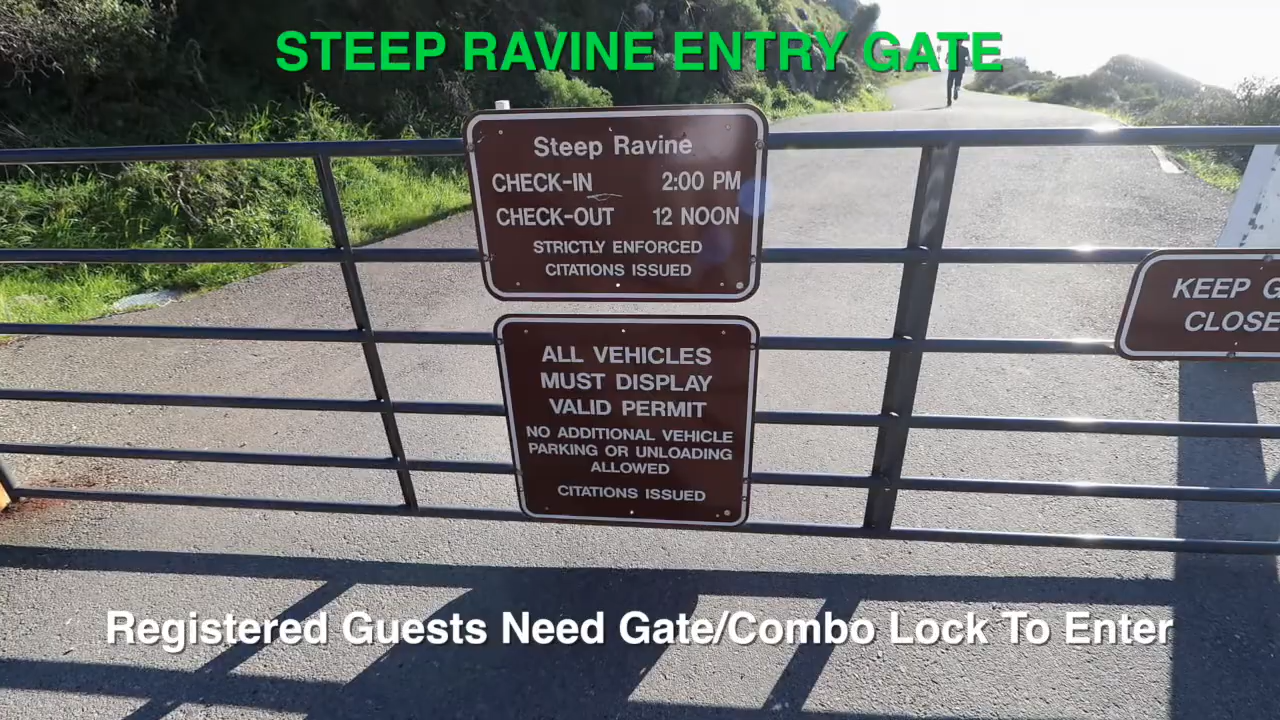 STEEP RAVINE ENTRY GATE
Steep Ravine
CHECK-IN 2:00 PM
CHECK-OUT 12 NOON
STRICTLY ENFORCED
CITATIONS ISSUED
KEEP G
CLOSE
ALL VEHICLES
MUST DISPLAY
VALID PERMIT
NO ADDITIONAL VEHICLE
PARKING OR UNLOADING
ALLOWED
CITATIONS ISSUED
Registered Guests Need Gate/Combo Lock To Enter